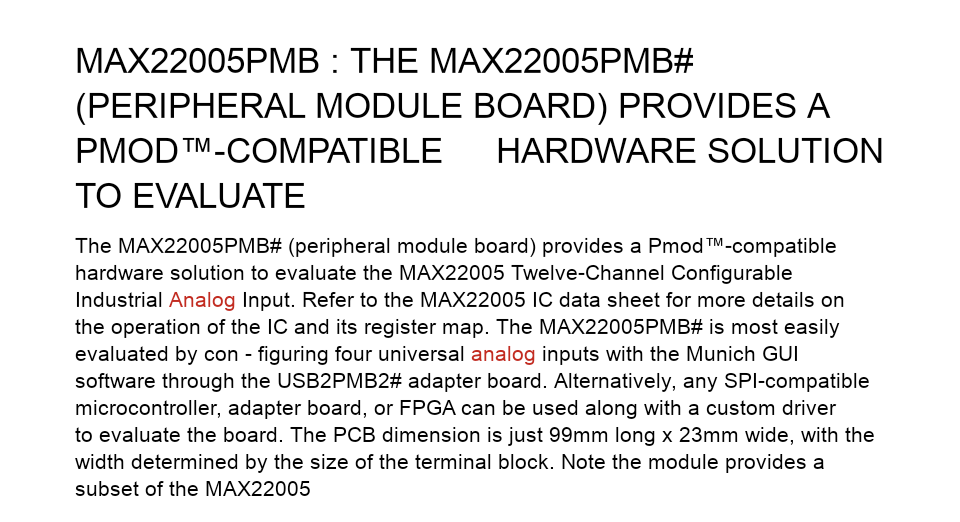 MAX22005PMB : THE MAX22005PMB#
(PERIPHERAL MODULE BOARD) PROVIDES A
PMOD™-COMPATIBLE HARDWARE SOLUTION
TO EVALUATE
The MAX22005PMB# (peripheral module board) provides a Pmod™-compatible
hardware solution to evaluate the MAX22005 Twelve-Channel Configurable
Industrial Analog Input. Refer to the MAX22005 IC data sheet for more details on
the operation of the IC and its register map. The MAX22005PMB# is most easily
evaluated by con - figuring four universal analog inputs with the Munich GUI
software through the USB2PMB2# adapter board. Alternatively, any SPI-compatible
microcontroller, adapter board, or FPGA can be used along with a custom driver
to evaluate the board. The PCB dimension is just 99mm long x 23mm wide, with the
width determined by the size of the terminal block. Note the module provides a
subset of the MAX22005